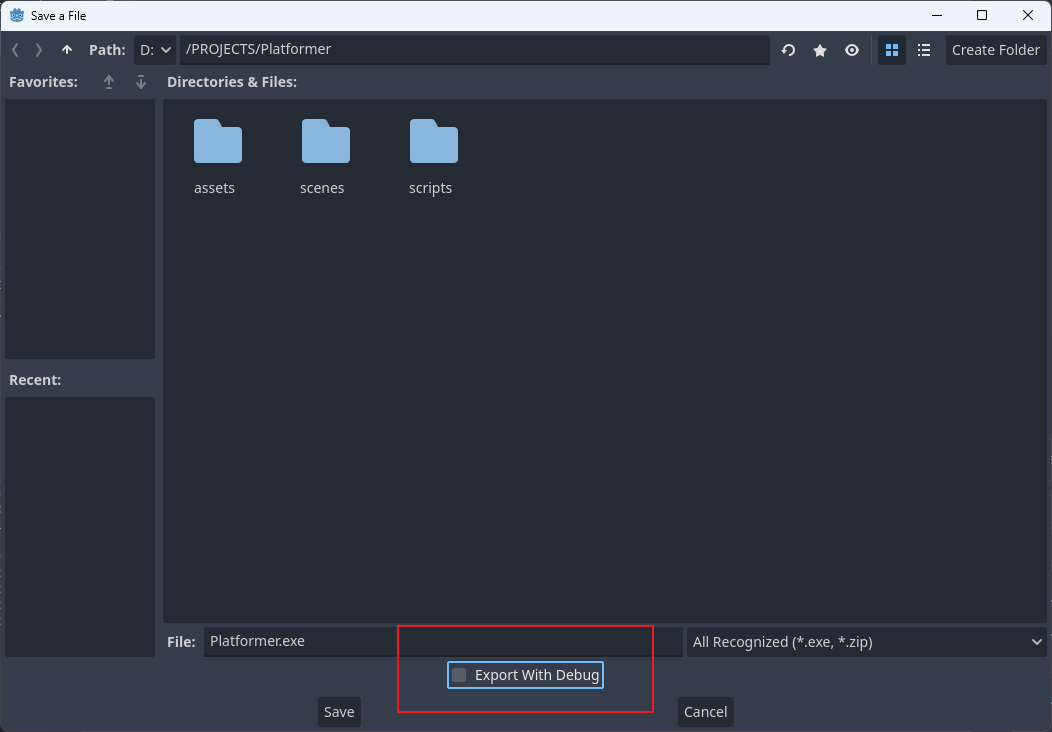 Save a File
Path: D: /PROJECTS/Platformer Create Folder
Favorites: Directories & Files:
assets scenes scripts
Recent:
File: Platformer.exe All Recognized (*.exe, *.zip)
Export With Debug
Save Cancel